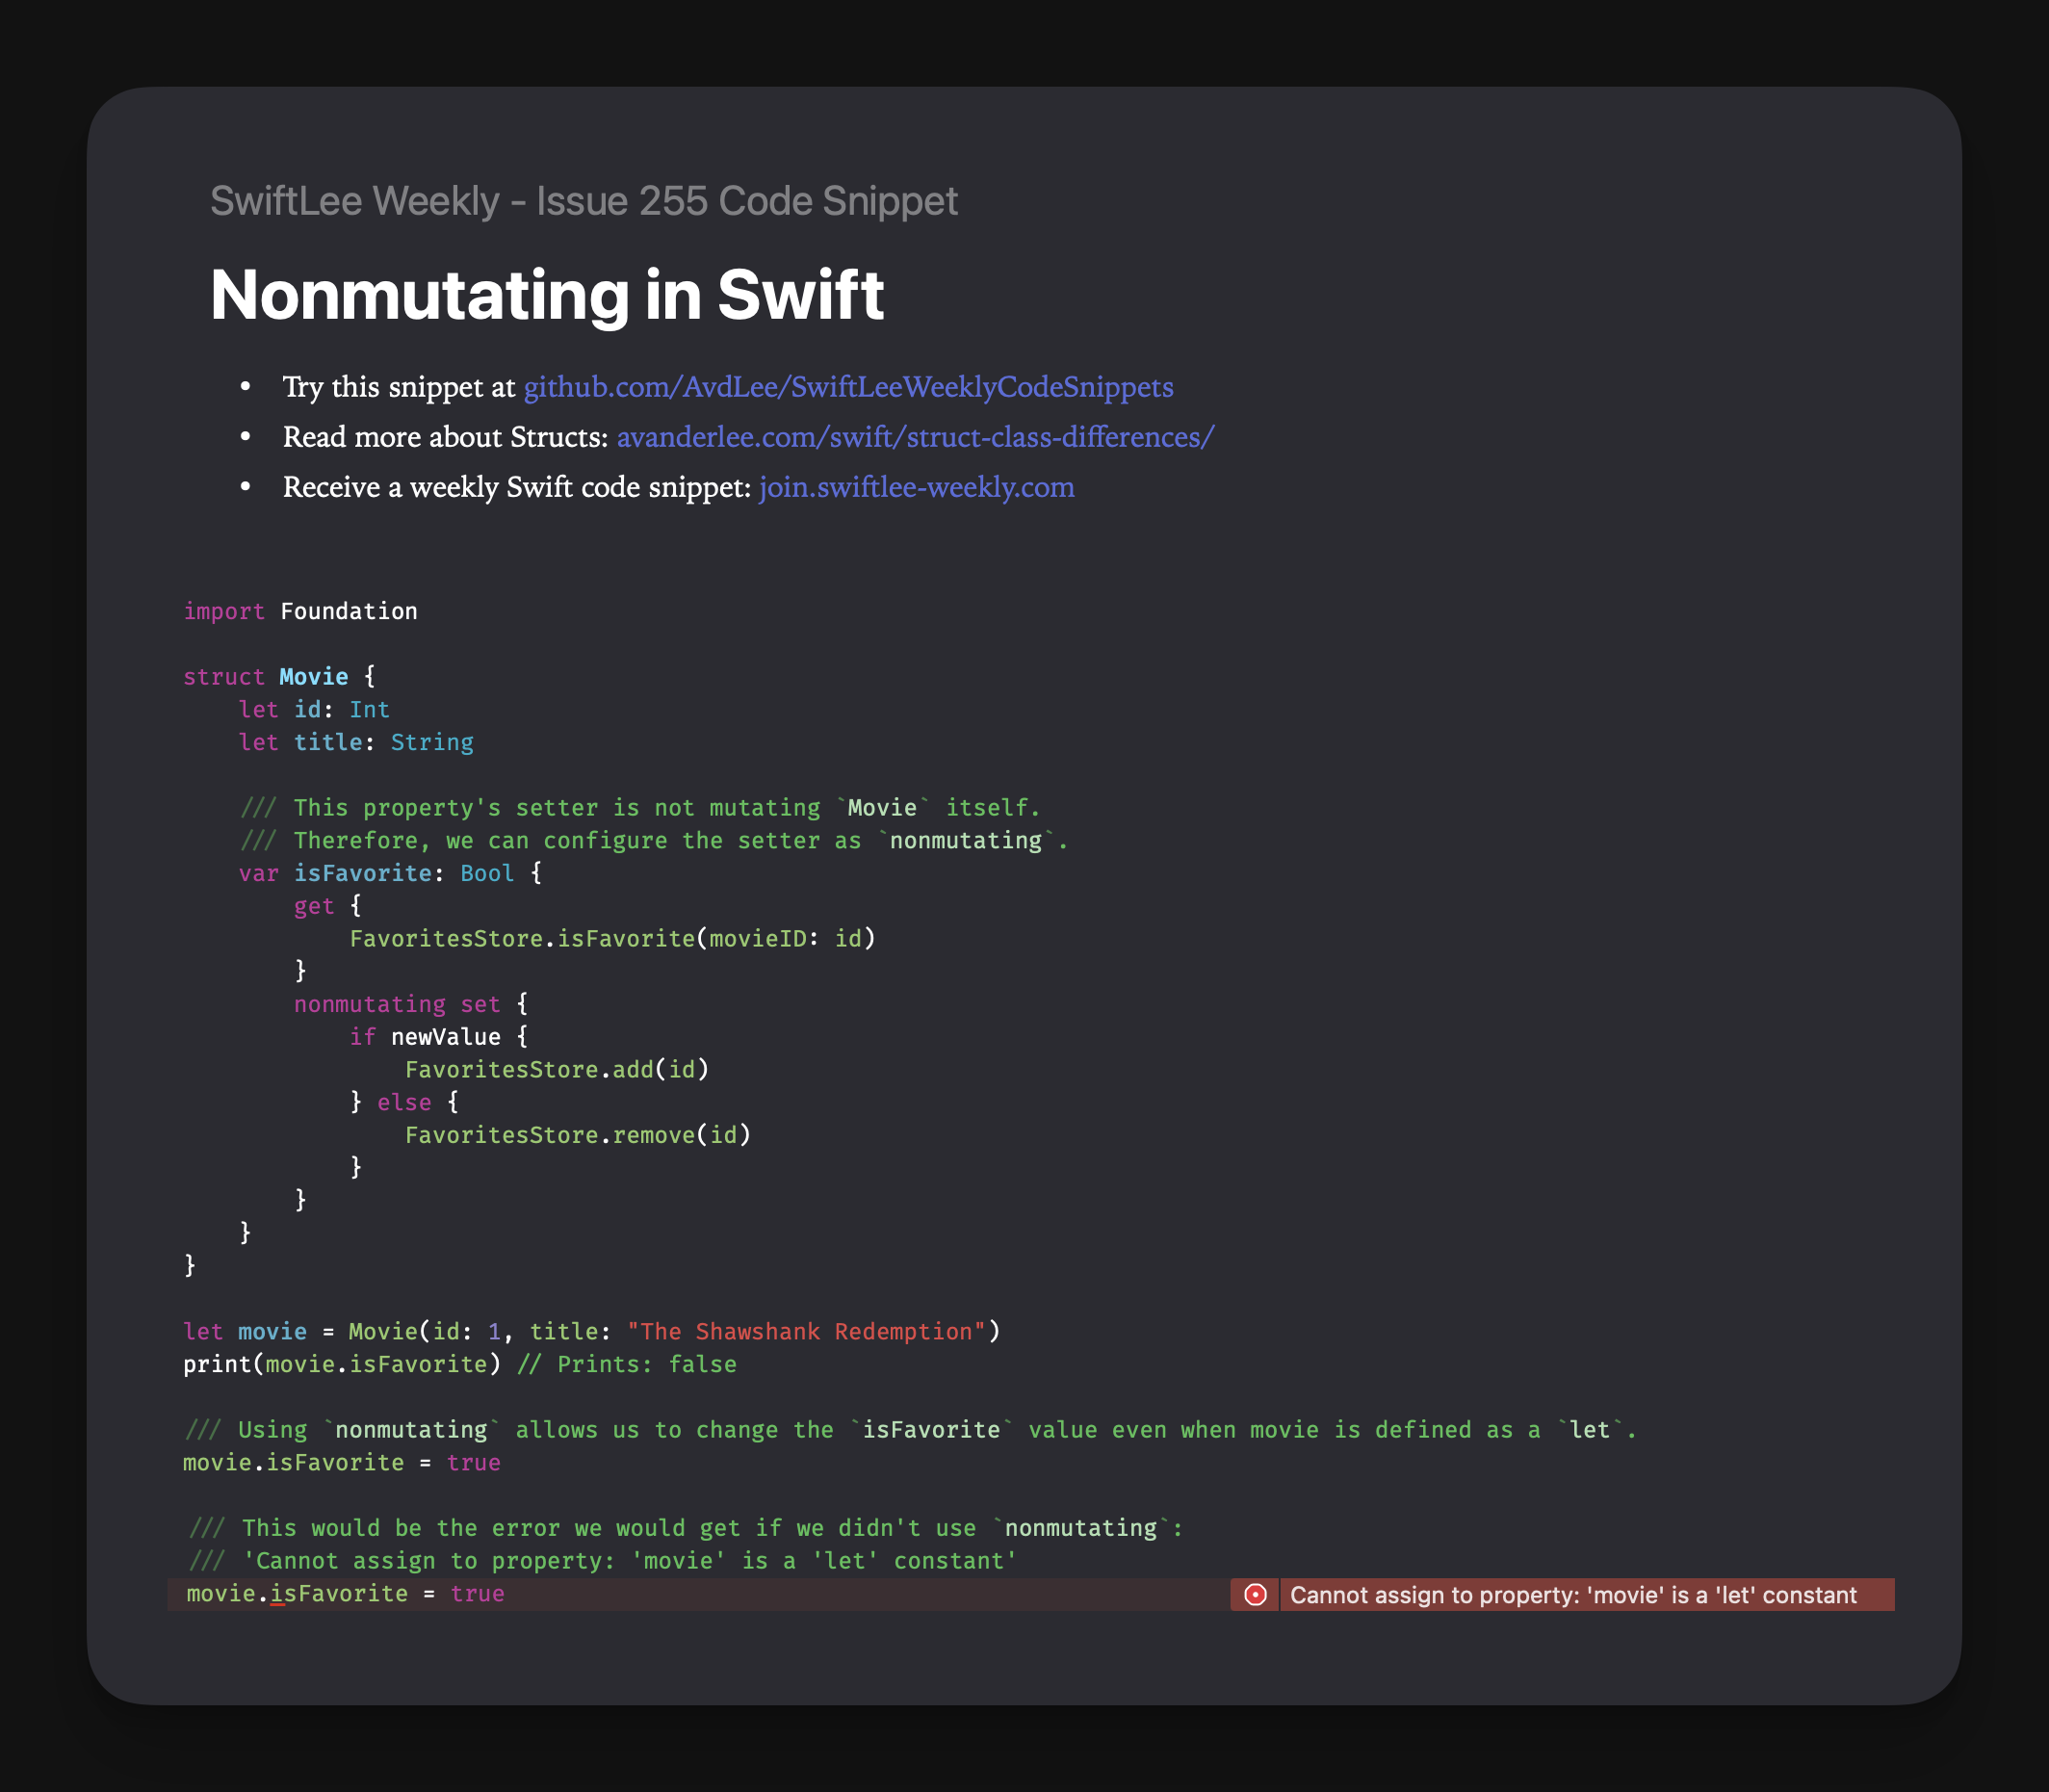 SwiftLee Weekly - Issue 255 Code Snippet
Nonmutating in Swift
• Try this snippet at github.com/AvdLee/SwiftLeeWeeklyCodeSnippets
• Read more about Structs: avanderlee.com/swift/struct-class-differences/
• Receive a weekly Swift code snippet: join.swiftlee-weekly.com
import Foundation
struct Movie {
    let id: Int
    let title: String
    /// This property's setter is not mutating `Movie` itself.
    /// Therefore, we can configure the setter as `nonmutating`.
    var isFavorite: Bool {
        get {
            FavoritesStore.isFavorite(movieID: id)
        }
        nonmutating set {
            if newValue {
                FavoritesStore.add(id)
            } else {
                FavoritesStore.remove(id)
            }
        }
    }
}
let movie = Movie(id: 1, title: "The Shawshank Redemption")
print(movie.isFavorite) // Prints: false
/// Using `nonmutating` allows us to change the `isFavorite` value even when movie is defined as a `let`.
movie.isFavorite = true
/// This would be the error we would get if we didn't use `nonmutating`:
/// 'Cannot assign to property: 'movie' is a 'let' constant'
movie.isFavorite = true Cannot assign to property: 'movie' is a 'let' constant